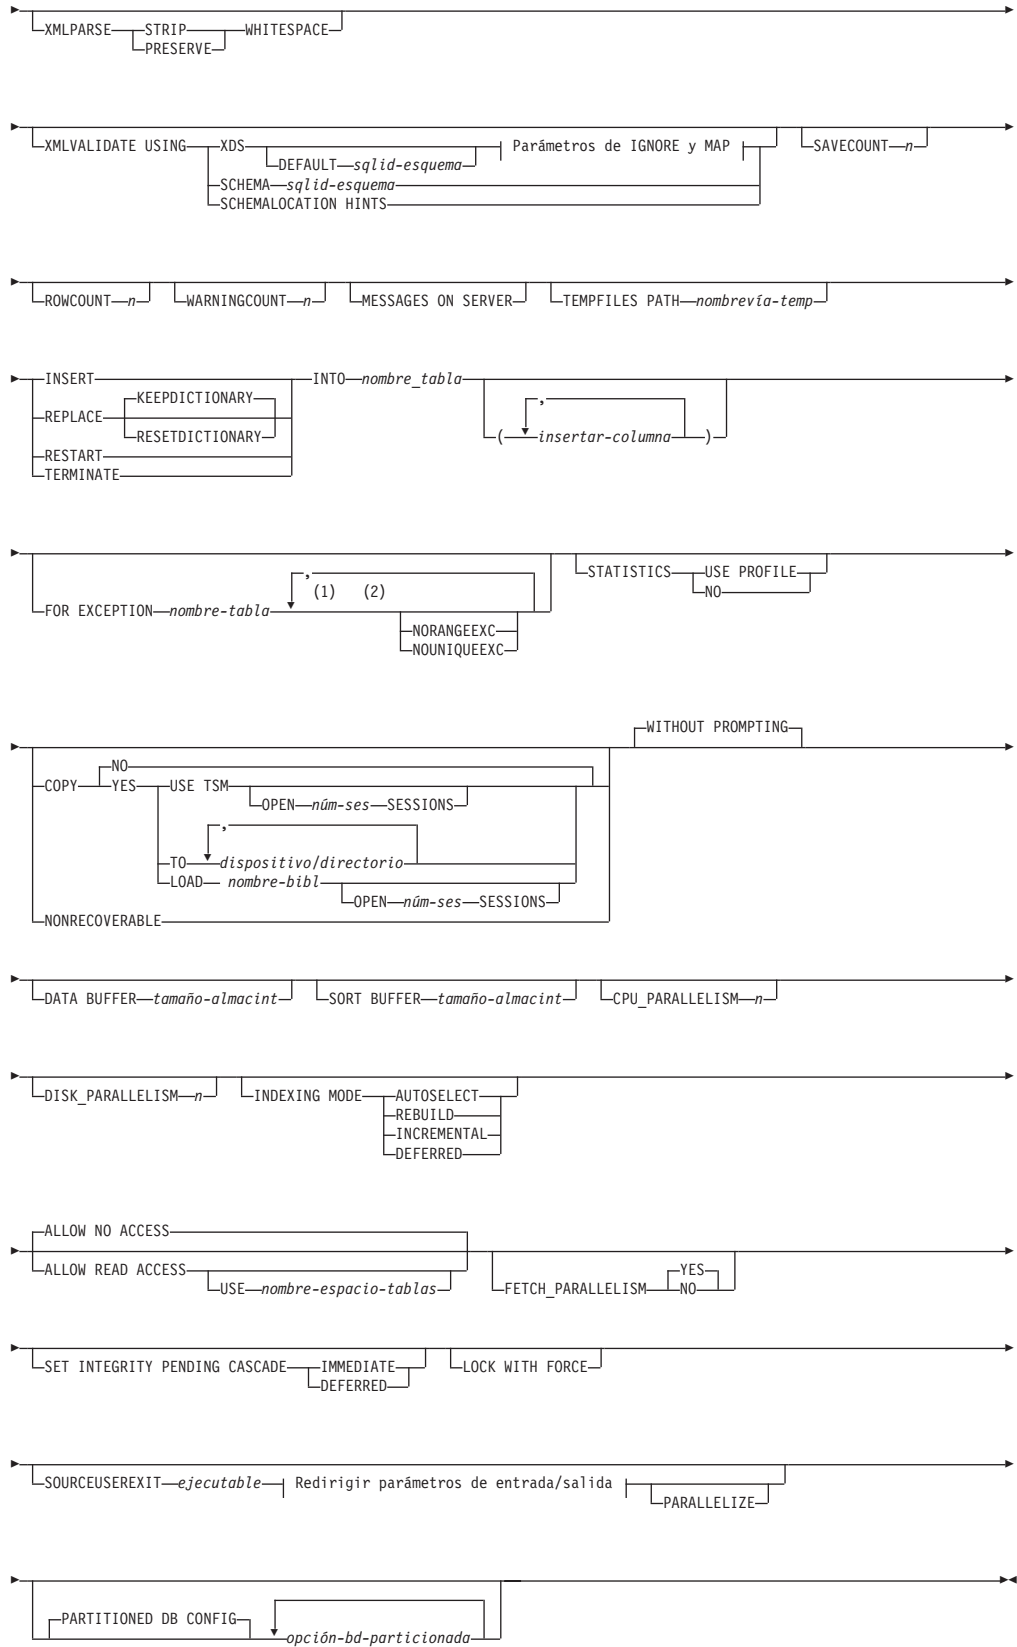 XMLPARSE STRIP WHITESPACE
PRESERVE
XMLVALIDATE USING XDS Parámetros de IGNORE y MAP SAVECOUNT n
DEFAULT sqlid-esquema
SCHEMA sqlid-esquema
SCHEMALOCATION HINTS
ROWCOUNT n WARNINGCOUNT n MESSAGES ON SERVER TEMPFILES PATH nombrevía-temp
INSERT INTO nombre_tabla
KEEPDICTIONARY ,
REPLACE
RESETDICTIONARY ( insertar-columna )
RESTART
TERMINATE
STATISTICS USE PROFILE
, NO
(1) (2)
FOR EXCEPTION nombre-tabla
NORANGEEXC
NOUNIQUEEXC
WITHOUT PROMPTING
NO
COPY YES USE TSM
OPEN núm-ses SESSIONS
,
TO dispositivo/directorio
LOAD nombre-bibl
OPEN núm-ses SESSIONS
NONRECOVERABLE
DATA BUFFER tamaño-almacint SORT BUFFER tamaño-almacint CPU_PARALLELISM n
DISK_PARALLELISM n INDEXING MODE AUTOSELECT
REBUILD
INCREMENTAL
DEFERRED
ALLOW NO ACCESS
ALLOW READ ACCESS YES
USE nombre-espacio-tablas FETCH_PARALLELISM NO
SET INTEGRITY PENDING CASCADE IMMEDIATE LOCK WITH FORCE
DEFERRED
SOURCEUSEREXIT ejecutable Redirigir parámetros de entrada/salida
PARALLELIZE
PARTITIONED DB CONFIG
opción-bd-particionada